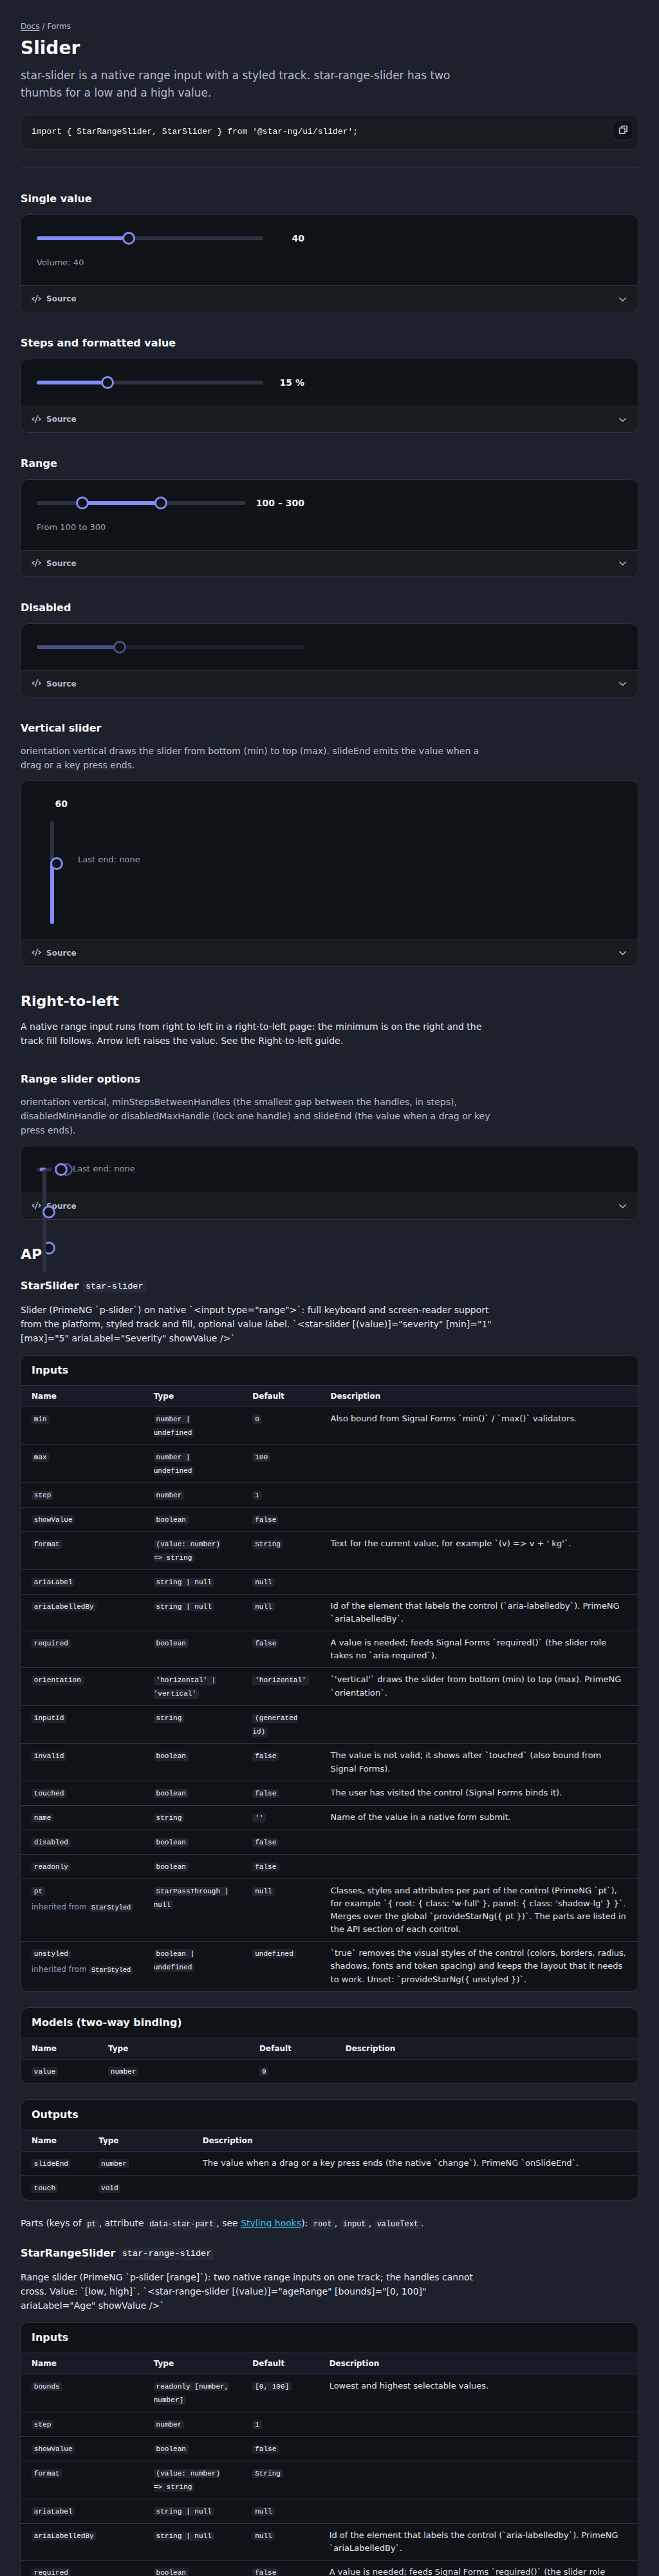 Docs / Forms
Slider
star-slider is a native range input with a styled track. star-range-slider has two
thumbs for a low and a high value.
import { StarRangeSlider, StarSlider } from '@star-ng/ui/slider';
Single value
40
Volume: 40
Source
Steps and formatted value
15 %
Source
Range
100 – 300
From 100 to 300
Source
Disabled
Source
Vertical slider
orientation vertical draws the slider from bottom (min) to top (max). slideEnd emits the value when a
drag or a key press ends.
60
Last end: none
Source
Right-to-left
A native range input runs from right to left in a right-to-left page: the minimum is on the right and the
track fill follows. Arrow left raises the value. See the Right-to-left guide.
Range slider options
orientation vertical, minStepsBetweenHandles (the smallest gap between the handles, in steps),
disabledMinHandle or disabledMaxHandle (lock one handle) and slideEnd (the value when a drag or key
press ends).
Last end: none
Source
AP
StarSlider star-slider
Slider (PrimeNG `p-slider`) on native `<input type="range">`: full keyboard and screen-reader support
from the platform, styled track and fill, optional value label. `<star-slider [(value)]="severity" [min]="1"
[max]="5" ariaLabel="Severity" showValue />`
Inputs
Name Type Default Description
min number | 0 Also bound from Signal Forms `min()` / `max()` validators.
undefined
max number | 100
undefined
step number 1
showValue boolean false
format (value: number) String Text for the current value, for example `(v) => v + ' kg'`.
=> string
ariaLabel string | null null
ariaLabelledBy string | null null Id of the element that labels the control (`aria-labelledby`). PrimeNG
`ariaLabelledBy`.
required boolean false A value is needed; feeds Signal Forms `required()` (the slider role
takes no `aria-required`).
orientation 'horizontal' | 'horizontal' `'vertical'` draws the slider from bottom (min) to top (max). PrimeNG
'vertical' `orientation`.
inputId string (generated
id)
invalid boolean false The value is not valid; it shows after `touched` (also bound from
Signal Forms).
touched boolean false The user has visited the control (Signal Forms binds it).
name string '' Name of the value in a native form submit.
disabled boolean false
readonly boolean false
pt StarPassThrough | null Classes, styles and attributes per part of the control (PrimeNG `pt`),
inherited from StarStyled null for example `{ root: { class: 'w-full' }, panel: { class: 'shadow-lg' } }`.
Merges over the global `provideStarNg({ pt })`. The parts are listed in
the API section of each control.
unstyled boolean | undefined `true` removes the visual styles of the control (colors, borders, radius,
inherited from StarStyled undefined shadows, fonts and token spacing) and keeps the layout that it needs
to work. Unset: `provideStarNg({ unstyled })`.
Models (two-way binding)
Name Type Default Description
value number 0
Outputs
Name Type Description
slideEnd number The value when a drag or a key press ends (the native `change`). PrimeNG `onSlideEnd`.
touch void
Parts (keys of pt, attribute data-star-part, see Styling hooks): root, input, valueText.
StarRangeSlider star-range-slider
Range slider (PrimeNG `p-slider [range]`): two native range inputs on one track; the handles cannot
cross. Value: `[low, high]`. `<star-range-slider [(value)]="ageRange" [bounds]="[0, 100]"
ariaLabel="Age" showValue />`
Inputs
Name Type Default Description
bounds readonly [number, [0, 100] Lowest and highest selectable values.
number]
step number 1
showValue boolean false
format (value: number) String
=> string
ariaLabel string | null null
ariaLabelledBy string | null null Id of the element that labels the control (`aria-labelledby`). PrimeNG
`ariaLabelledBy`.
required boolean false A value is needed; feeds Signal Forms `required()` (the slider role